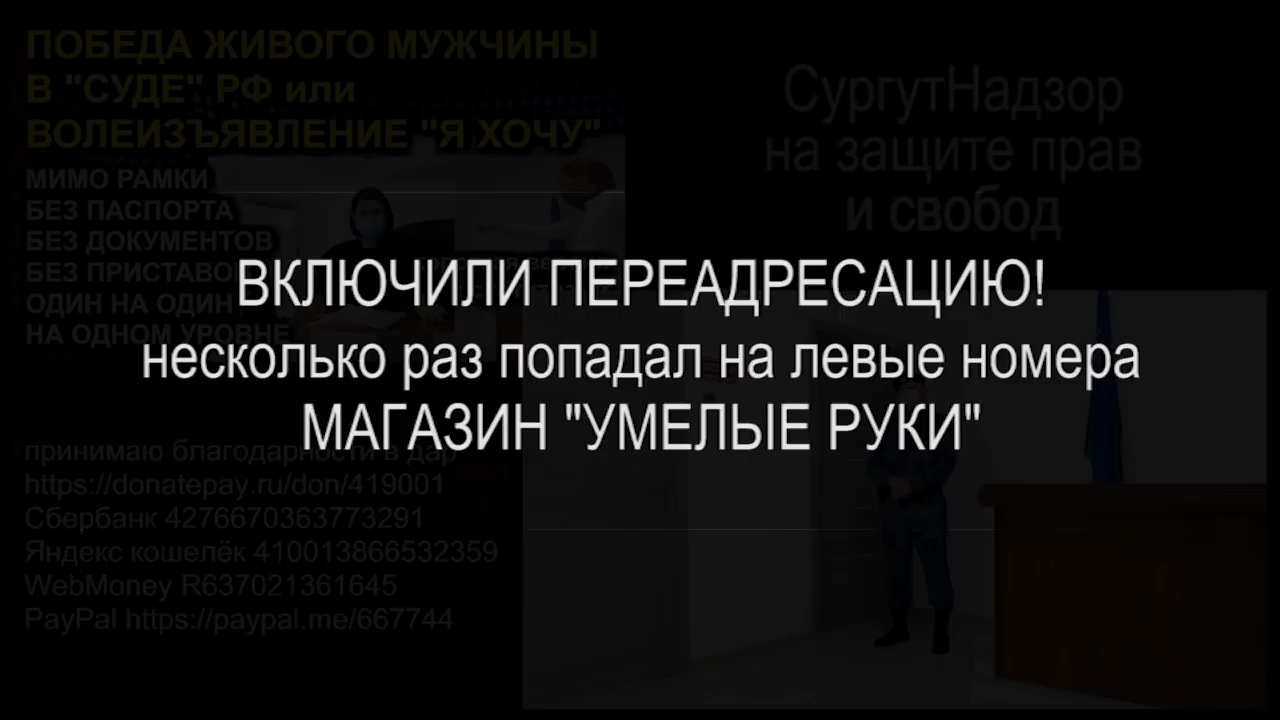 ПОБЕДА ЖИВОГО МУЖЧИНЫ
В "СУДЕ" РФ или
ВОЛЕИЗЪЯВЛЕНИЕ "Я ХОЧУ"
МИМО РАМКИ
БЕЗ ПАСПОРТА
БЕЗ ДОКУМЕНТОВ
БЕЗ ПРИСТАВОВ
ОДИН НА ОДИН
НА ОДНОМ УРОВНЕ
СургутНадзор
на защите прав
и свобод
ВКЛЮЧИЛИ ПЕРЕАДРЕСАЦИЮ!
несколько раз попадал на левые номера
МАГАЗИН "УМЕЛЫЕ РУКИ"
принимаю благодарности в дар
https://donatepay.ru/don/419001
Сбербанк 4276670363773291
Яндекс кошелёк 410013866532359
WebMoney R637021361645
PayPal https://paypal.me/667744